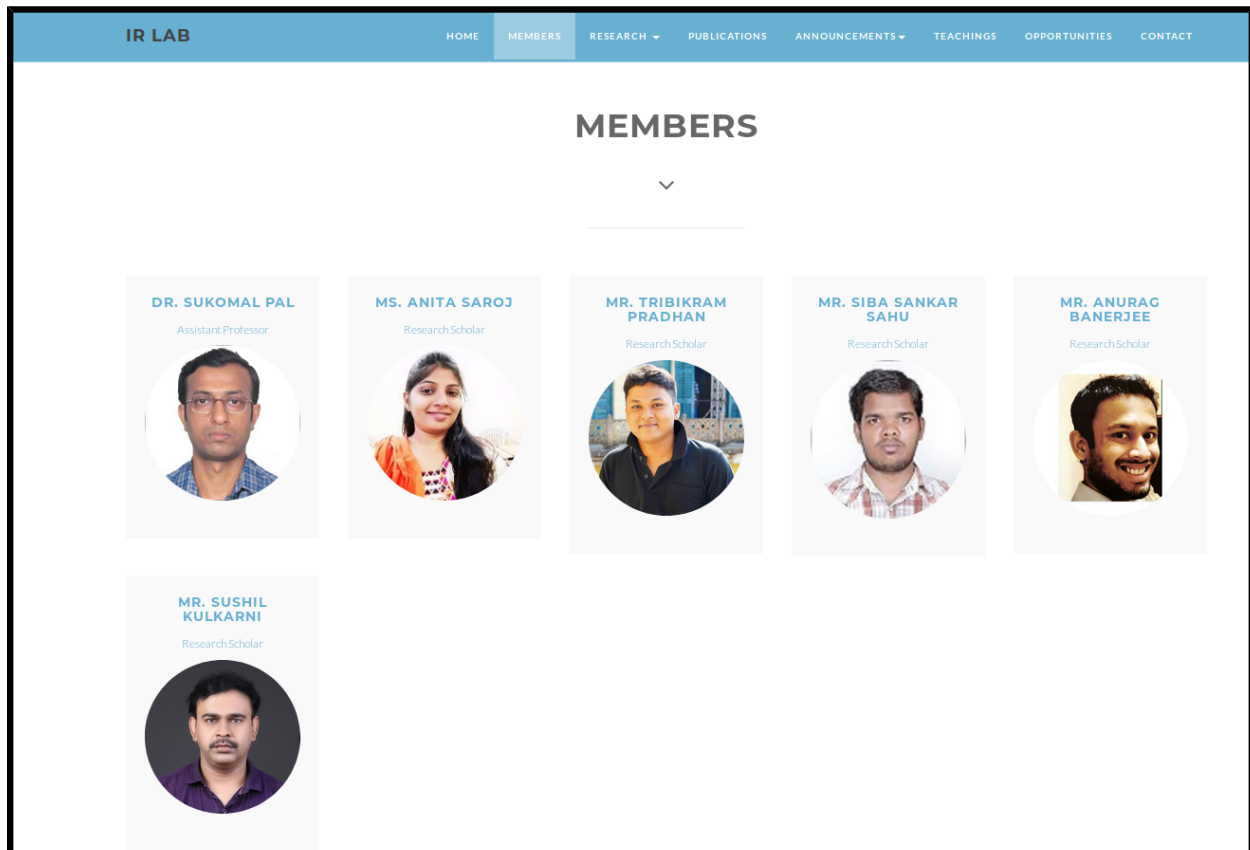 IR LAB
HOME MEMBERS RESEARCH PUBLICATIONS ANNOUNCEMENTS TEACHINGS OPPORTUNITIES CONTACT
MEMBERS
DR. SUKOMAL PAL
Assistant Professor
MS. ANITA SAROJ
Research Scholar
MR. TRIBIKRAM
PRADHAN
Research Scholar
MR. SIBA SANKAR
SAHU
Research Scholar
MR. ANURAG
BANERJEE
Research Scholar
MR. SUSHIL
KULKARNI
Research Scholar